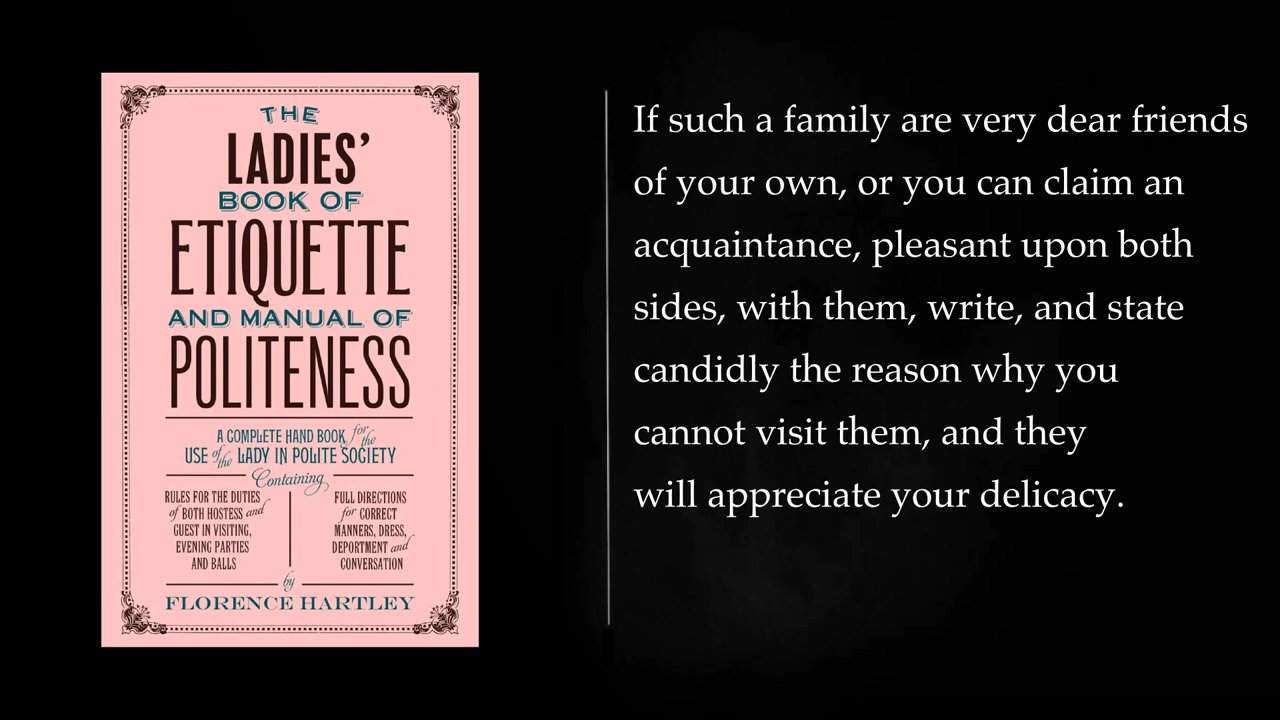 THE
LADIES'
BOOK OF
ETIQUETTE
AND MANUAL OF
POLITENESS
A COMPLETE HAND BOOK for the
USE of the LADY IN POLITE SOCIETY
Containing
RULES FOR THE DUTIES
of BOTH HOSTESS and
GUEST IN VISITING,
EVENING PARTIES
AND BALLS
FULL DIRECTIONS
for CORRECT
MANNERS, DRESS,
DEPORTMENT and
CONVERSATION
by
FLORENCE HARTLEY
If such a family are very dear friends
of your own, or you can claim an
acquaintance, pleasant upon both
sides, with them, write, and state
candidly the reason why you
cannot visit them, and they
will appreciate your delicacy.